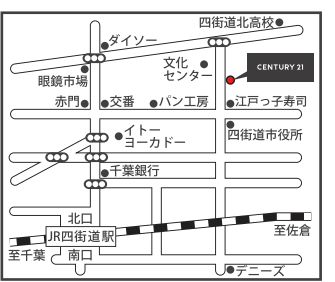 四街道北高校
ダイソー
文化
センター
CENTURY 21
眼鏡市場
赤門
交番
パン工房
江戸っ子寿司
イトー
ヨーカドー
四街道市役所
千葉銀行
北口
JR四街道駅
至佐倉
至千葉
南口
デニーズ